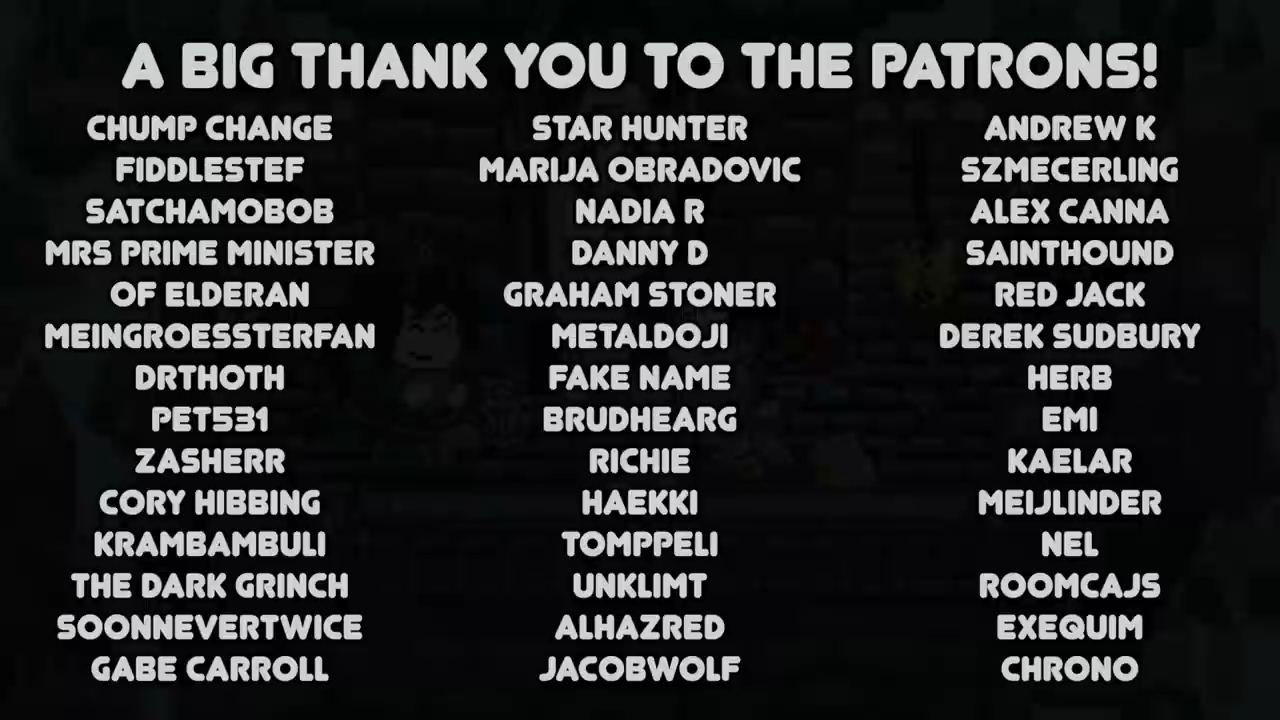 A BIG THANK YOU TO THE PATRONS!
CHUMP CHANGE
FIDDLESTEF
SATCHAMOBOB
MRS PRIME MINISTER
OF ELDERAN
MEINGROESSTERFAN
DRTHOTH
PET531
ZASHERR
CORY HIBBING
KRAMBAMBULI
THE DARK GRINCH
SOONNEVERTWICE
GABE CARROLL
STAR HUNTER
MARIJA OBRADOVIC
NADIA R
DANNY D
GRAHAM STONER
METALDOJI
FAKE NAME
BRUDHEARG
RICHIE
HAEKKI
TOMPPELI
UNKLIMT
ALHAZRED
JACOBWOLF
ANDREW K
SZMECERLING
ALEX CANNA
SAINTHOUND
RED JACK
DEREK SUDBURY
HERB
EMI
KAELAR
MEIJLINDER
NEL
ROOMCAJS
EXEQUIM
CHRONO